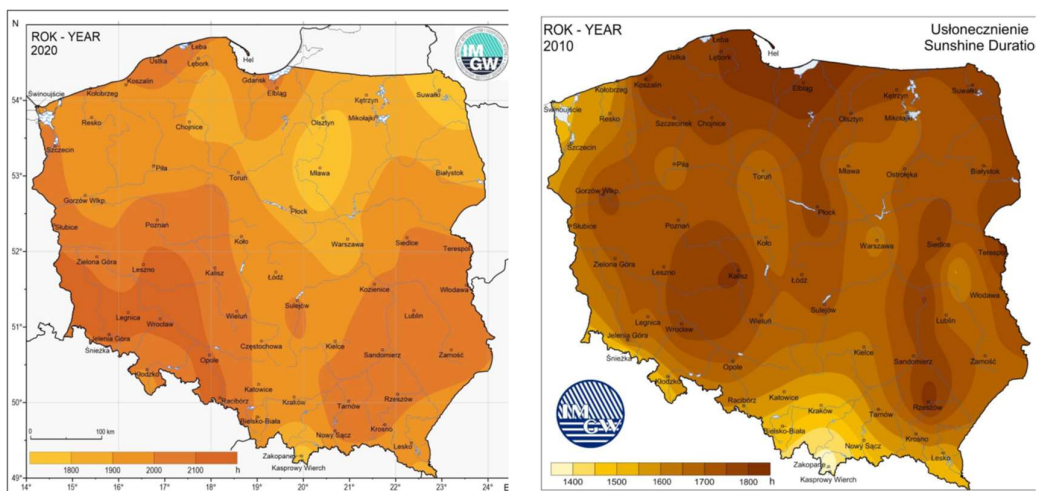 N
ROK - YEAR
2020
IM
GW
Łeba
Ustka
Lębork
Hel
Koszalin
Gdańsk
Elbląg
Kołobrzeg
54°
Świnoujście
Kętrzyn
Suwałki
Resko
Chojnice
Olsztyn
Mikołajki
Szczecin
Piła
Toruń
Mława
Białystok
53°
Gorzów Wlkp.
Płock
Słubice
Poznań
Koło
Warszawa
Siedlce
Terespol
52°
Zielona Góra
Leszno
Kalisz
Łódź
Kozienice
Włodawa
Sulejów
Legnica
Wrocław
Wieluń
Lublin
51°
Jelenia Góra
Śnieżka
Częstochowa
Kielce
Sandomierz
Zamość
Opole
Kłodzko
Katowice
Racibórz
Kraków
Tarnów
Rzeszów
50°
Bielsko-Biała
Nowy Sącz
Krosno
Lesko
0 100 km
Zakopane
Kasprowy Wierch
1800 1900 2000 2100 h
49°
14° 15° 16° 17° 18° 19° 20° 21° 22° 23° 24° E
ROK - YEAR
2010
Usłonecznienie
Sunshine Duratio
Łeba
Ustka
Lębork
Hel
Koszalin
Elbląg
Kołobrzeg
Świnoujście
Kętrzyn
Suwałki
Resko
Szczecinek
Chojnice
Olsztyn
Mikołajki
Szczecin
Piła
Toruń
Mława
Ostrołęka
Białystok
Gorzów Wlkp.
Płock
Słubice
Poznań
Koło
Warszawa
Siedlce
Terespol
Zielona Góra
Leszno
Kalisz
Łódź
Włodawa
Sulejów
Legnica
Wrocław
Wieluń
Lublin
Jelenia Góra
Śnieżka
Kielce
Sandomierz
Zamość
Opole
Kłodzko
Katowice
Racibórz
Kraków
Tarnów
Rzeszów
Bielsko-Biała
Nowy Sącz
Krosno
Lesko
Zakopane
Kasprowy Wierch
IM
GW
1400 1500 1600 1700 1800 h